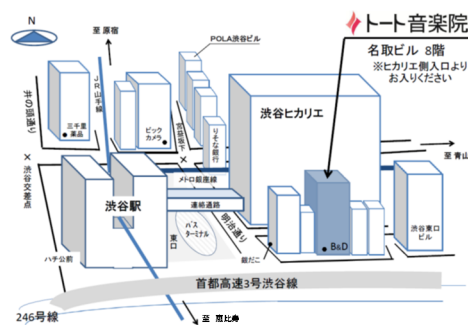 N
至 原宿
POLA渋谷ビル
トート音楽院
名取ビル 8階
※ヒカリエ側入口より
お入りください
井の頭通り
三千里
薬品
JR山手線
ビック
カメラ
宮益坂下
りそな銀行
渋谷ヒカリエ
至 青山
×
渋谷交差点
×
メトロ銀座線
渋谷駅
連絡通路
明治通り
バス
ターミナル
東口
銀だこ
B&D
渋谷東口
ビル
ハチ公前
首都高速3号渋谷線
246号線
至 恵比寿